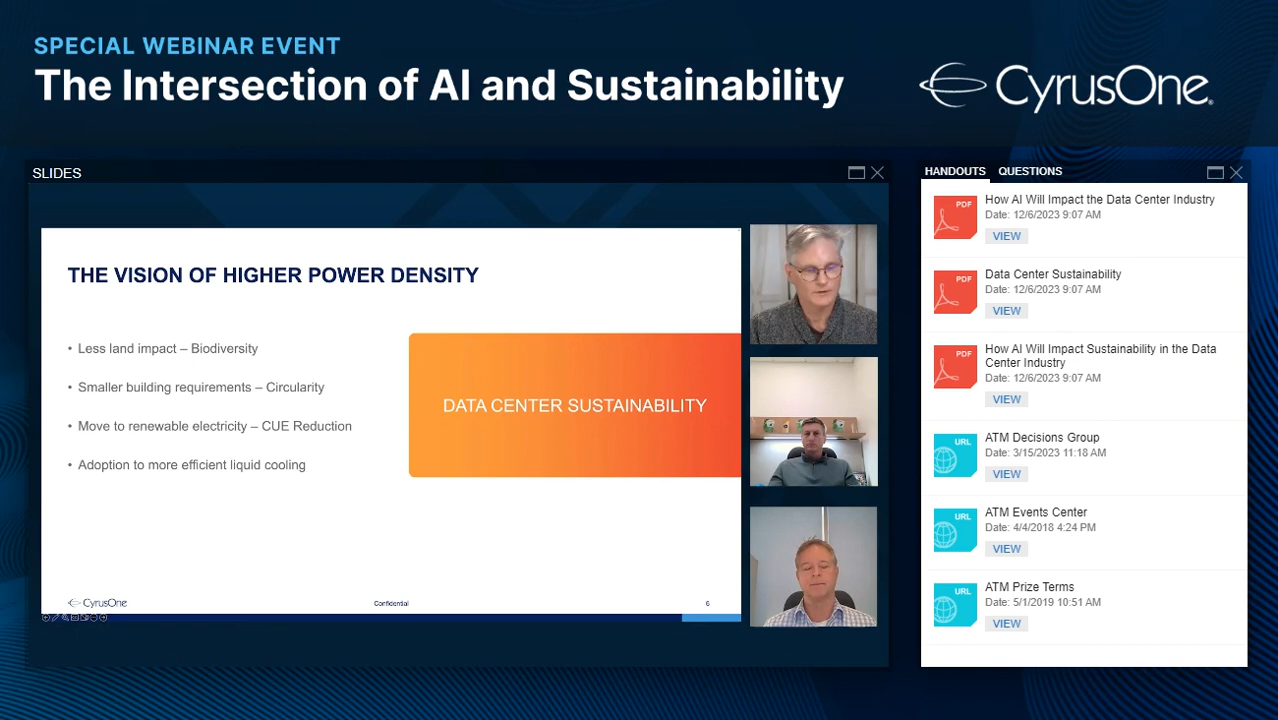 SPECIAL WEBINAR EVENT
The Intersection of AI and Sustainability
CyrusOne®
SLIDES
THE VISION OF HIGHER POWER DENSITY
• Less land impact – Biodiversity
• Smaller building requirements – Circularity
• Move to renewable electricity – CUE Reduction
• Adoption to more efficient liquid cooling
DATA CENTER SUSTAINABILITY
CyrusOne
Confidential
6
HANDOUTS QUESTIONS
PDF
How AI Will Impact the Data Center Industry
Date: 12/6/2023 9:07 AM
VIEW
PDF
Data Center Sustainability
Date: 12/6/2023 9:07 AM
VIEW
PDF
How AI Will Impact Sustainability in the Data
Center Industry
Date: 12/6/2023 9:07 AM
VIEW
URL
ATM Decisions Group
Date: 3/15/2023 11:18 AM
VIEW
URL
ATM Events Center
Date: 4/4/2018 4:24 PM
VIEW
URL
ATM Prize Terms
Date: 5/1/2019 10:51 AM
VIEW